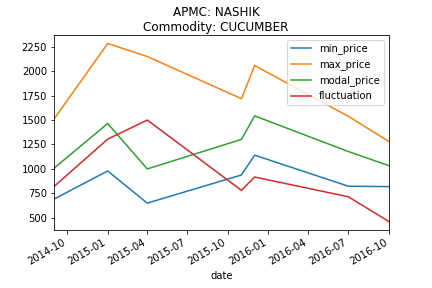 APMC: NASHIK
Commodity: CUCUMBER
min_price
max_price
modal_price
fluctuation
2250
2000
1750
1500
1250
1000
750
500
2014-10
2015-01
2015-04
2015-07
2015-10
2016-01
2016-04
2016-07
2016-10
date